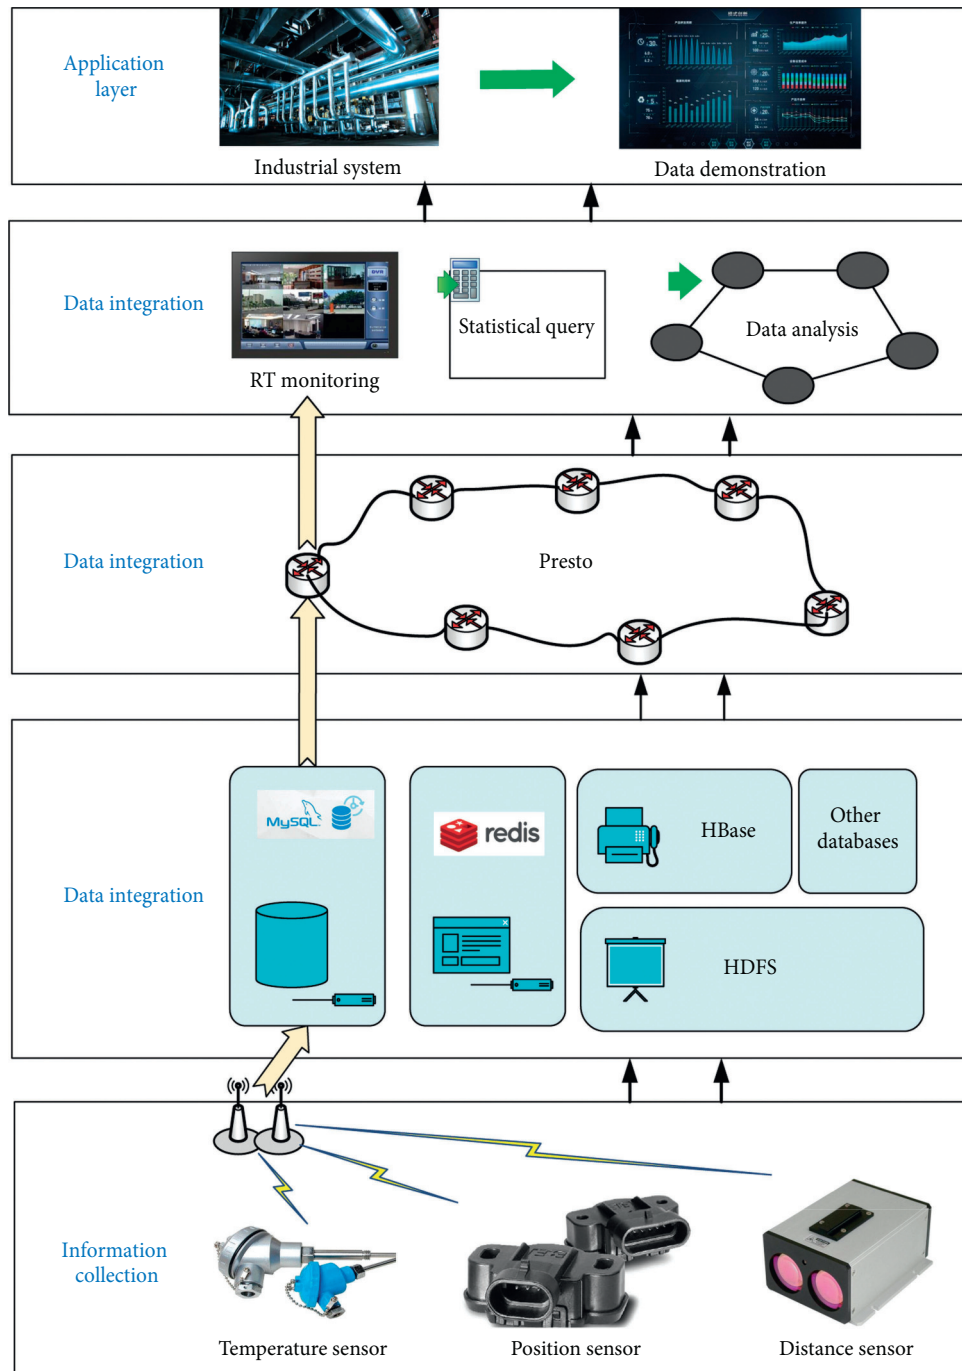 Application
layer
Industrial system
Data demonstration
Data integration
RT monitoring
Statistical query
Data analysis
Data integration
Presto
Data integration
MySQL
redis
HBase
Other
databases
HDFS
Information
collection
Temperature sensor
Position sensor
Distance sensor